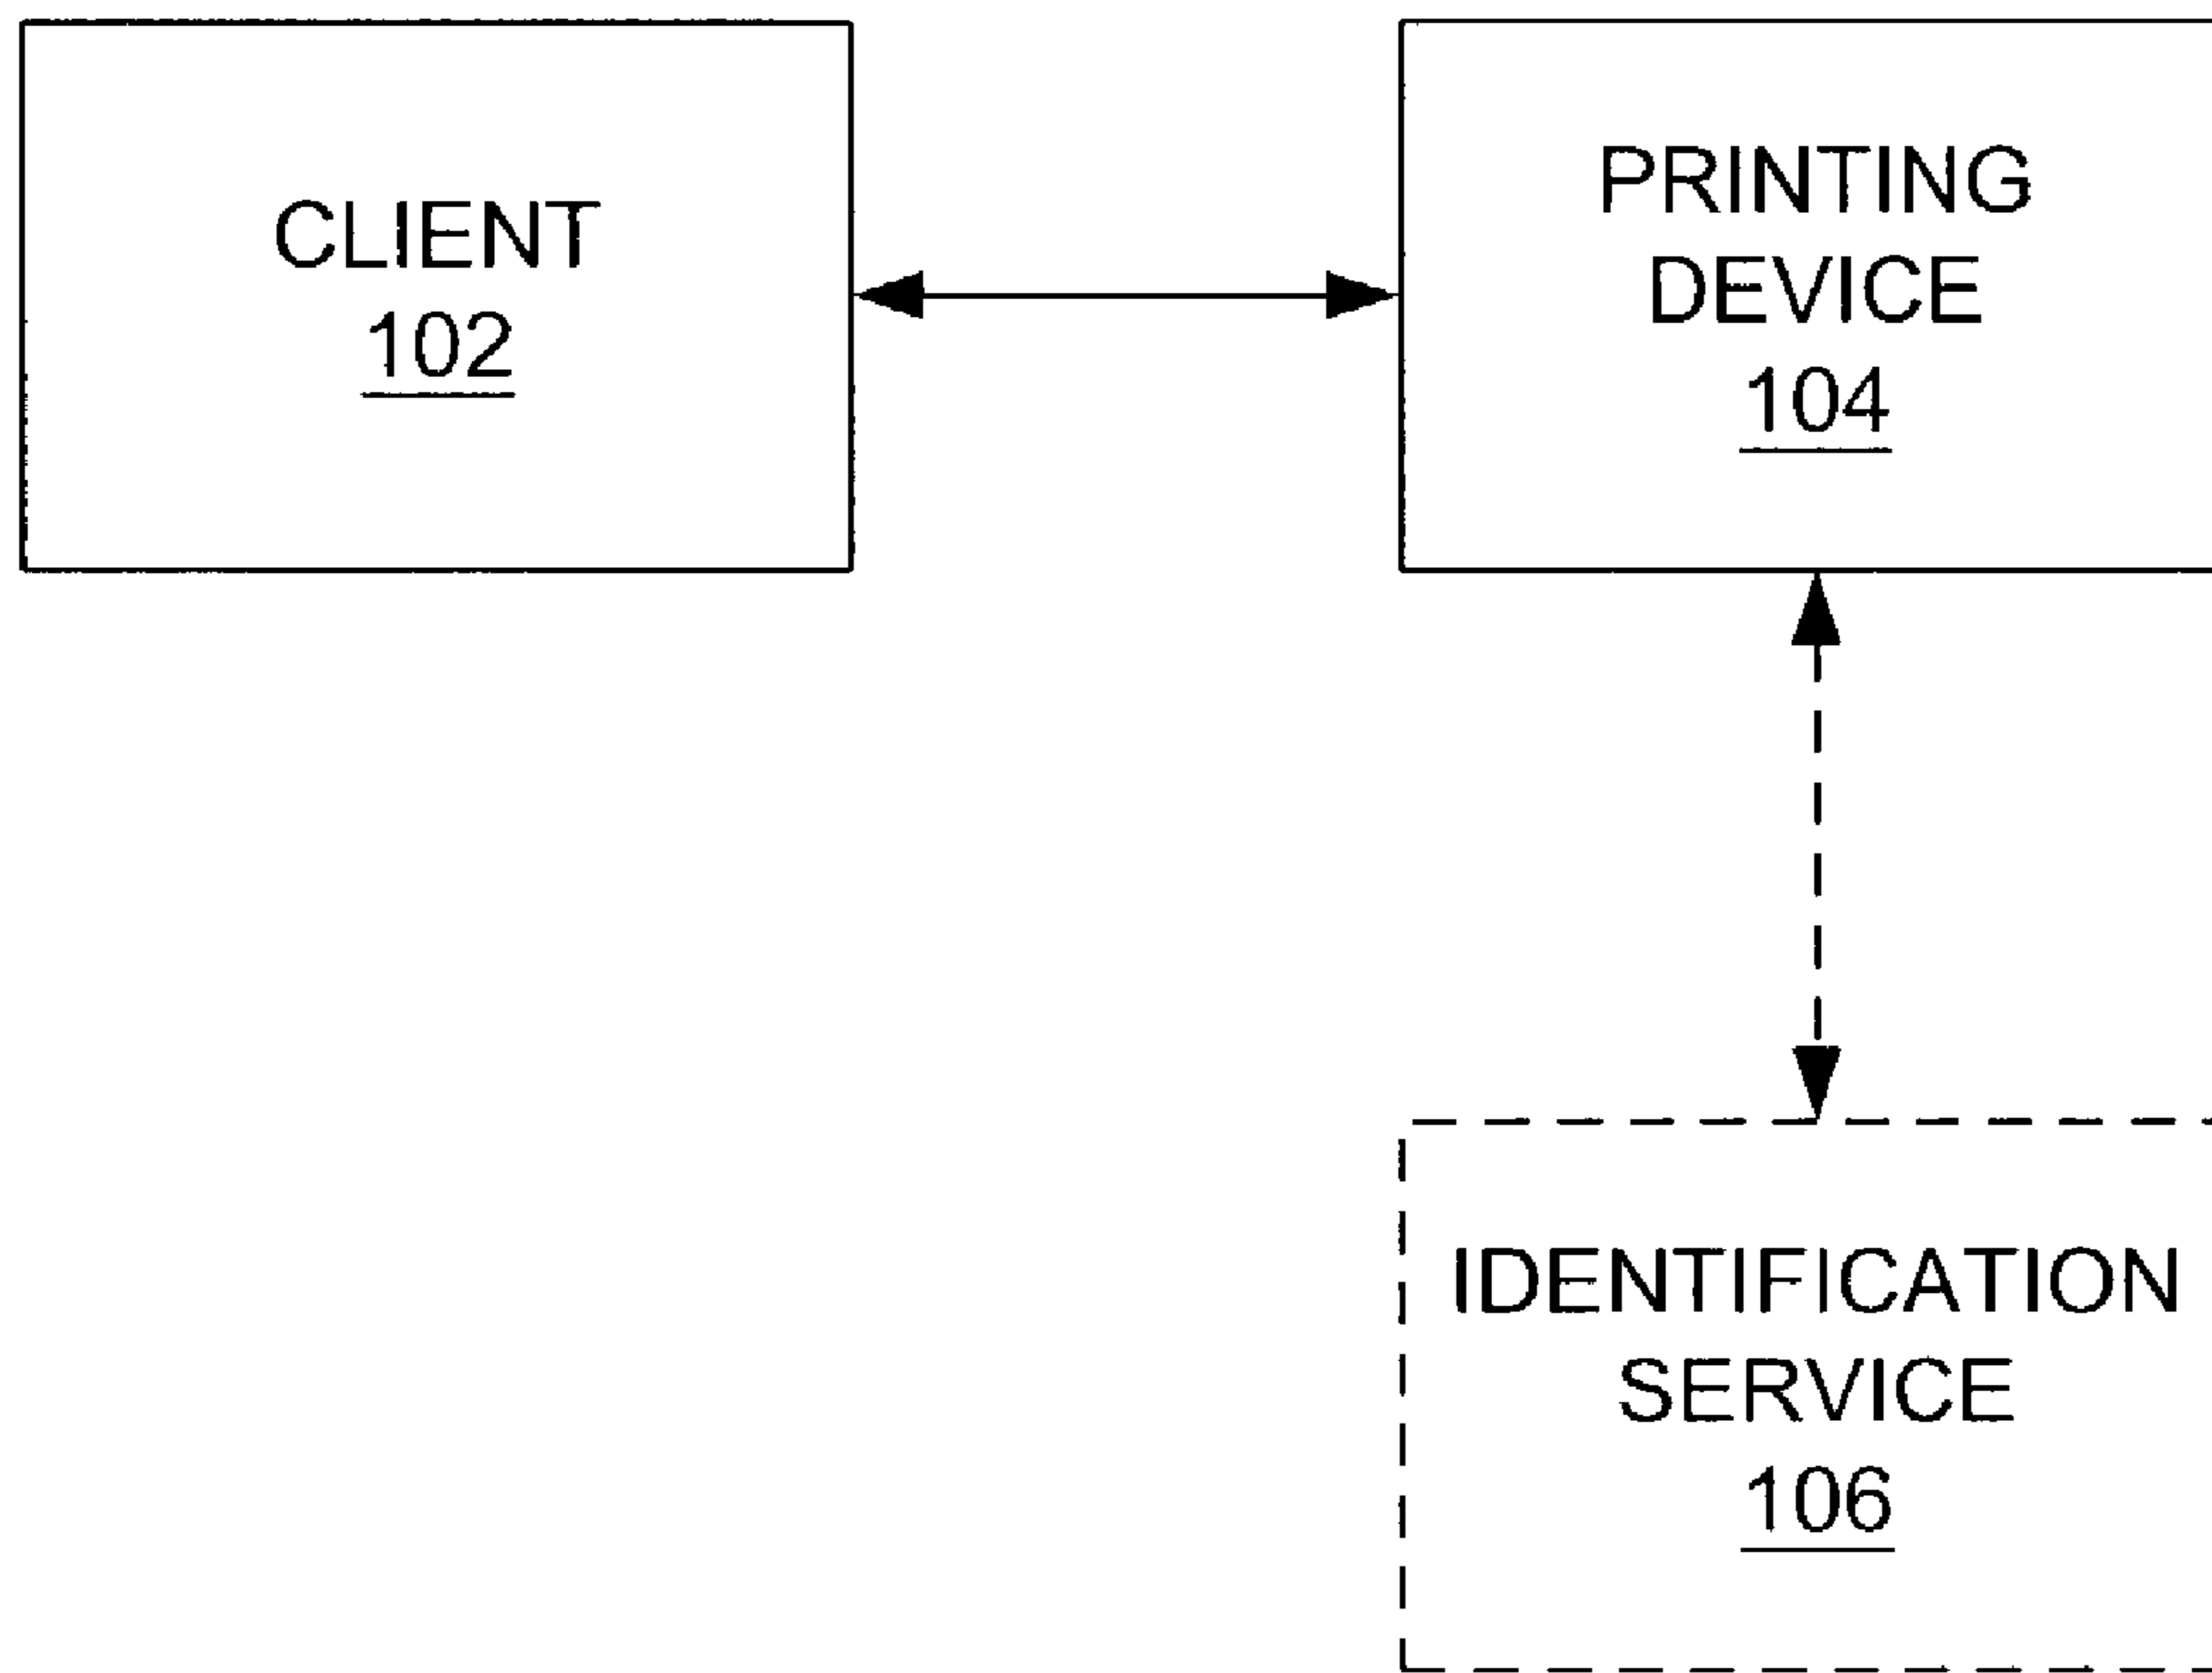 CLIENT
102
PRINTING
DEVICE
104
IDENTIFICATION
SERVICE
106